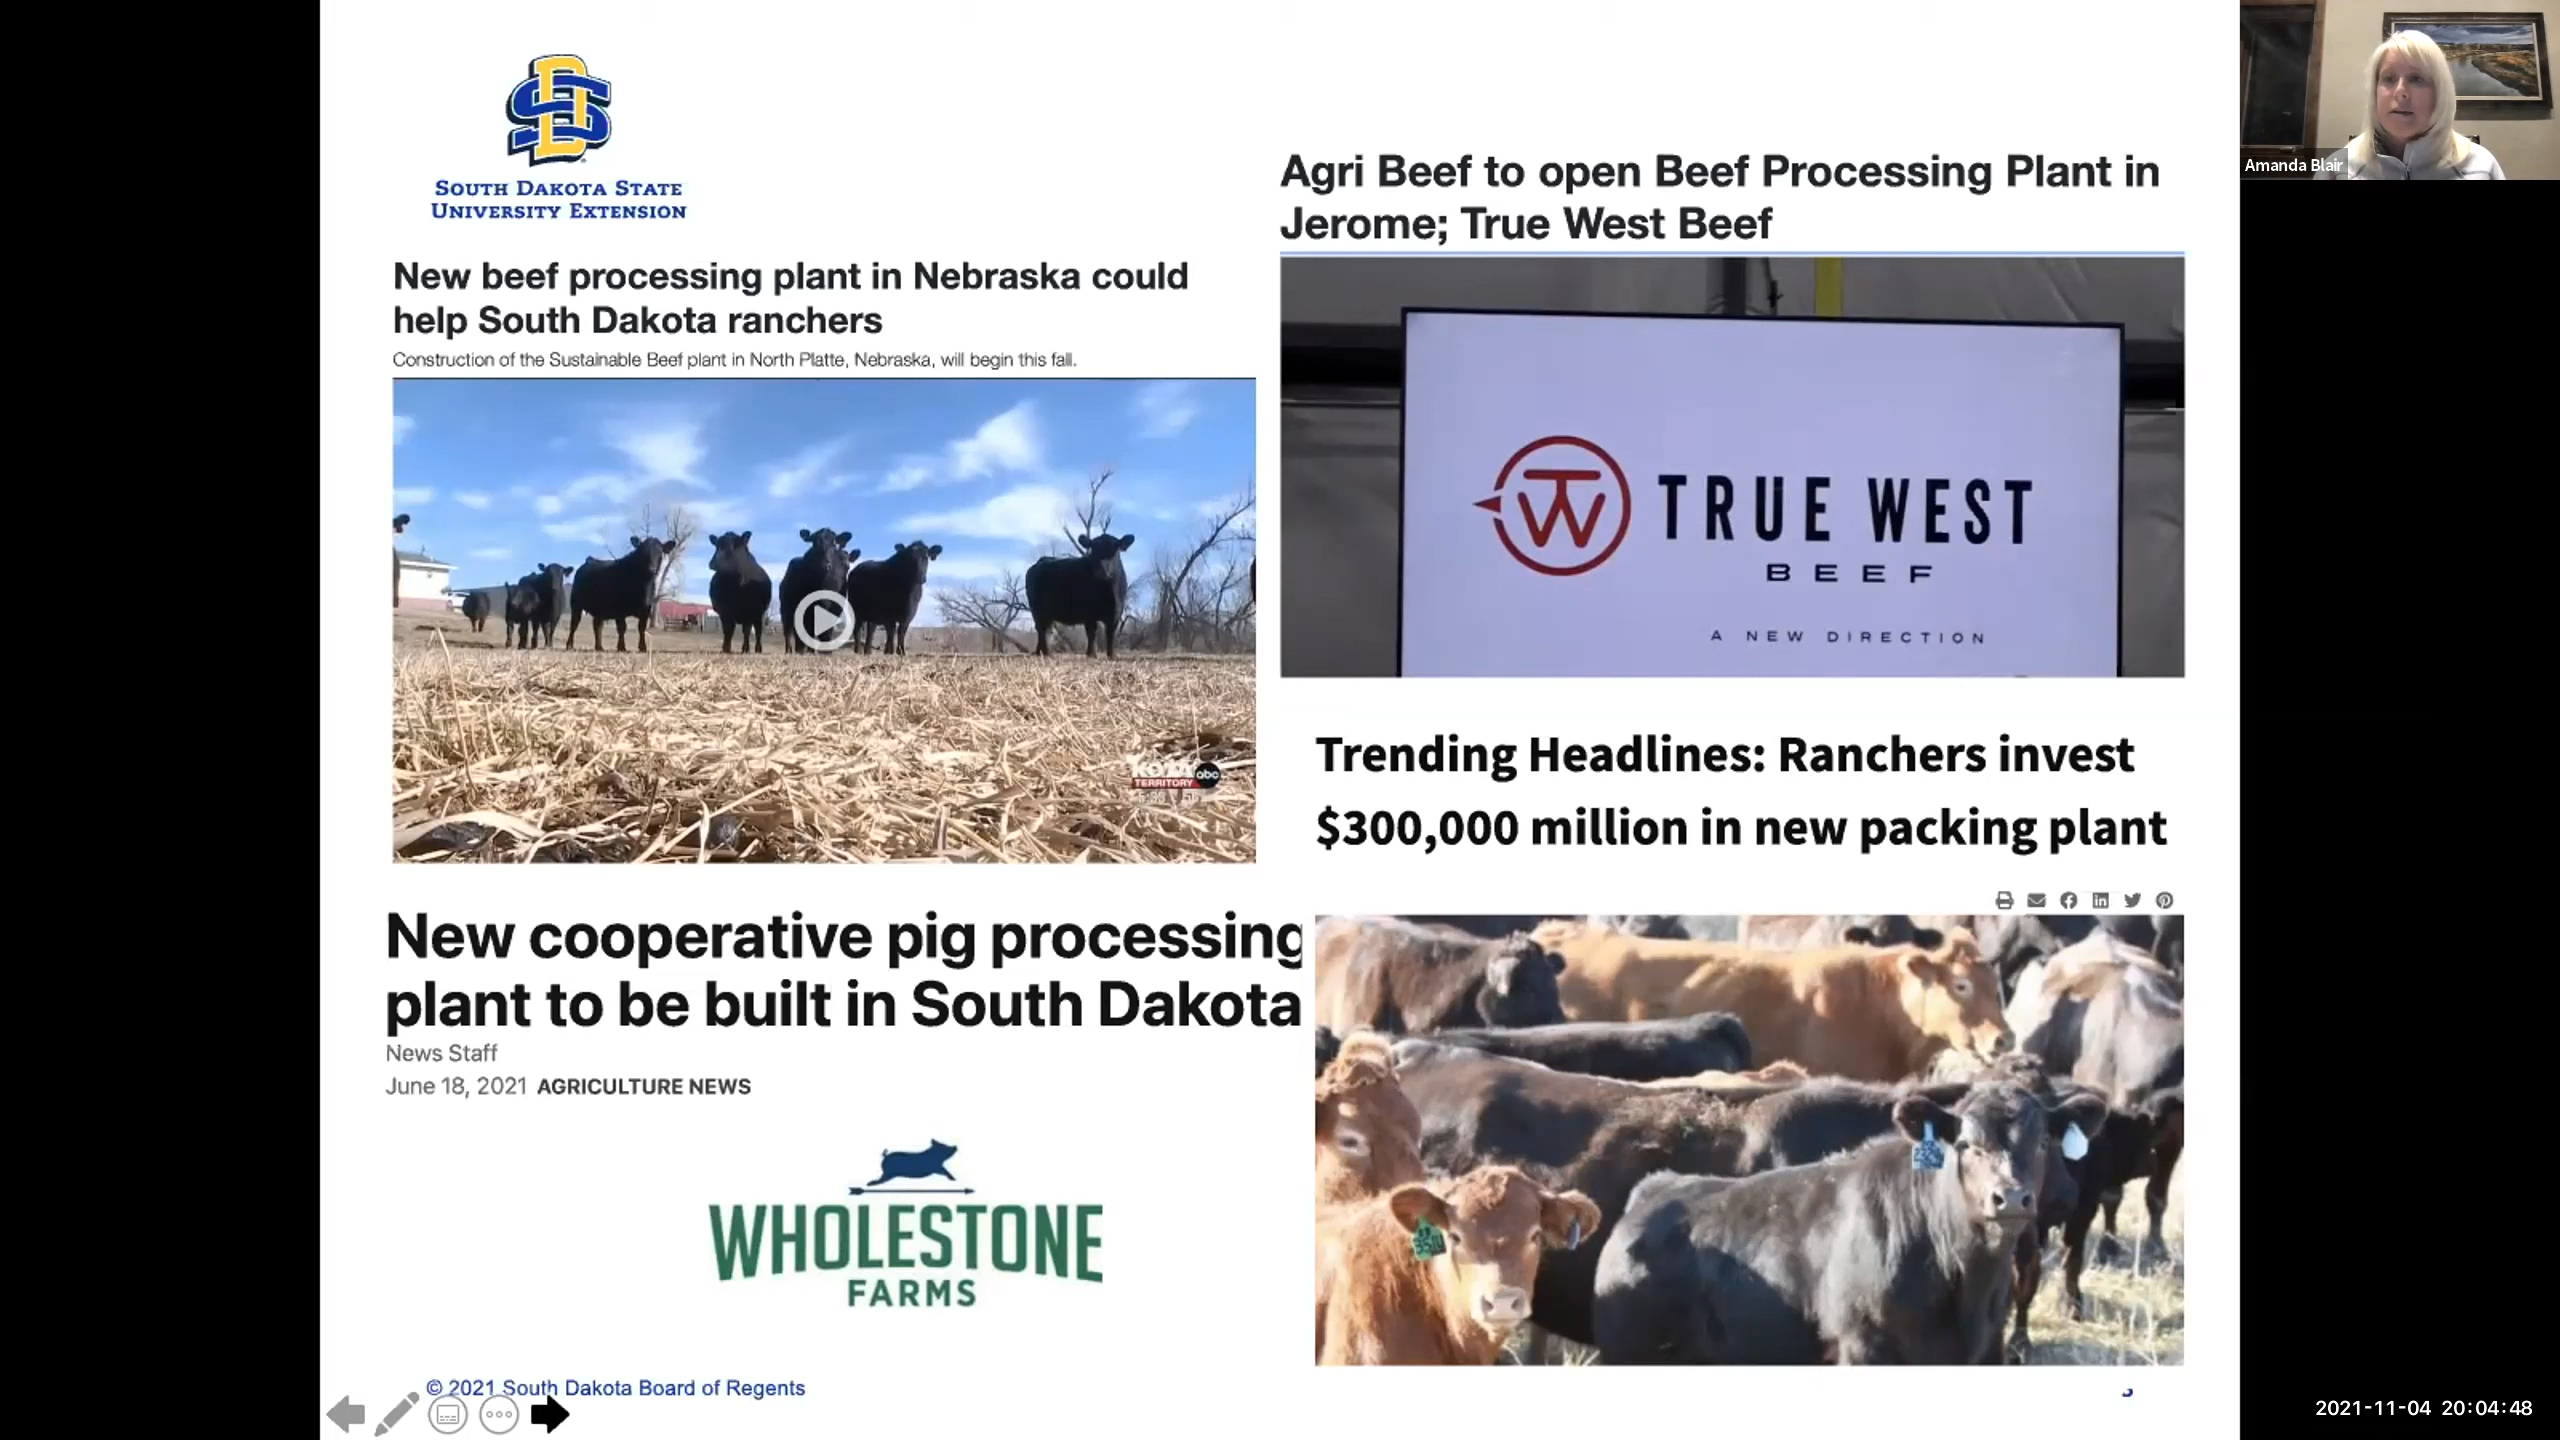 SOUTH DAKOTA STATE
UNIVERSITY EXTENSION
New beef processing plant in Nebraska could
help South Dakota ranchers
Construction of the Sustainable Beef plant in North Platte, Nebraska, will begin this fall.
TERRITORY
abc
New cooperative pig processing
plant to be built in South Dakota
News Staff
June 18, 2021 AGRICULTURE NEWS
WHOLESTONE
FARMS
© 2021 South Dakota Board of Regents
Agri Beef to open Beef Processing Plant in
Jerome; True West Beef
TW
TRUE WEST
BEEF
A NEW DIRECTION
Trending Headlines: Ranchers invest
$300,000 million in new packing plant
Amanda Blair
2021-11-04 20:04:48